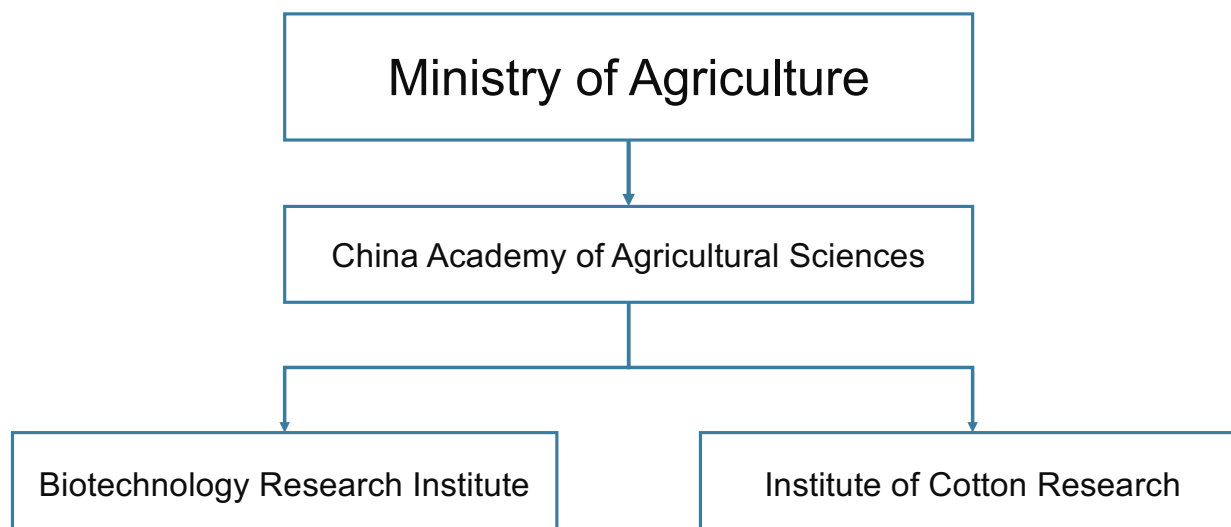 Ministry of Agriculture
China Academy of Agricultural Sciences
Biotechnology Research Institute
Institute of Cotton Research